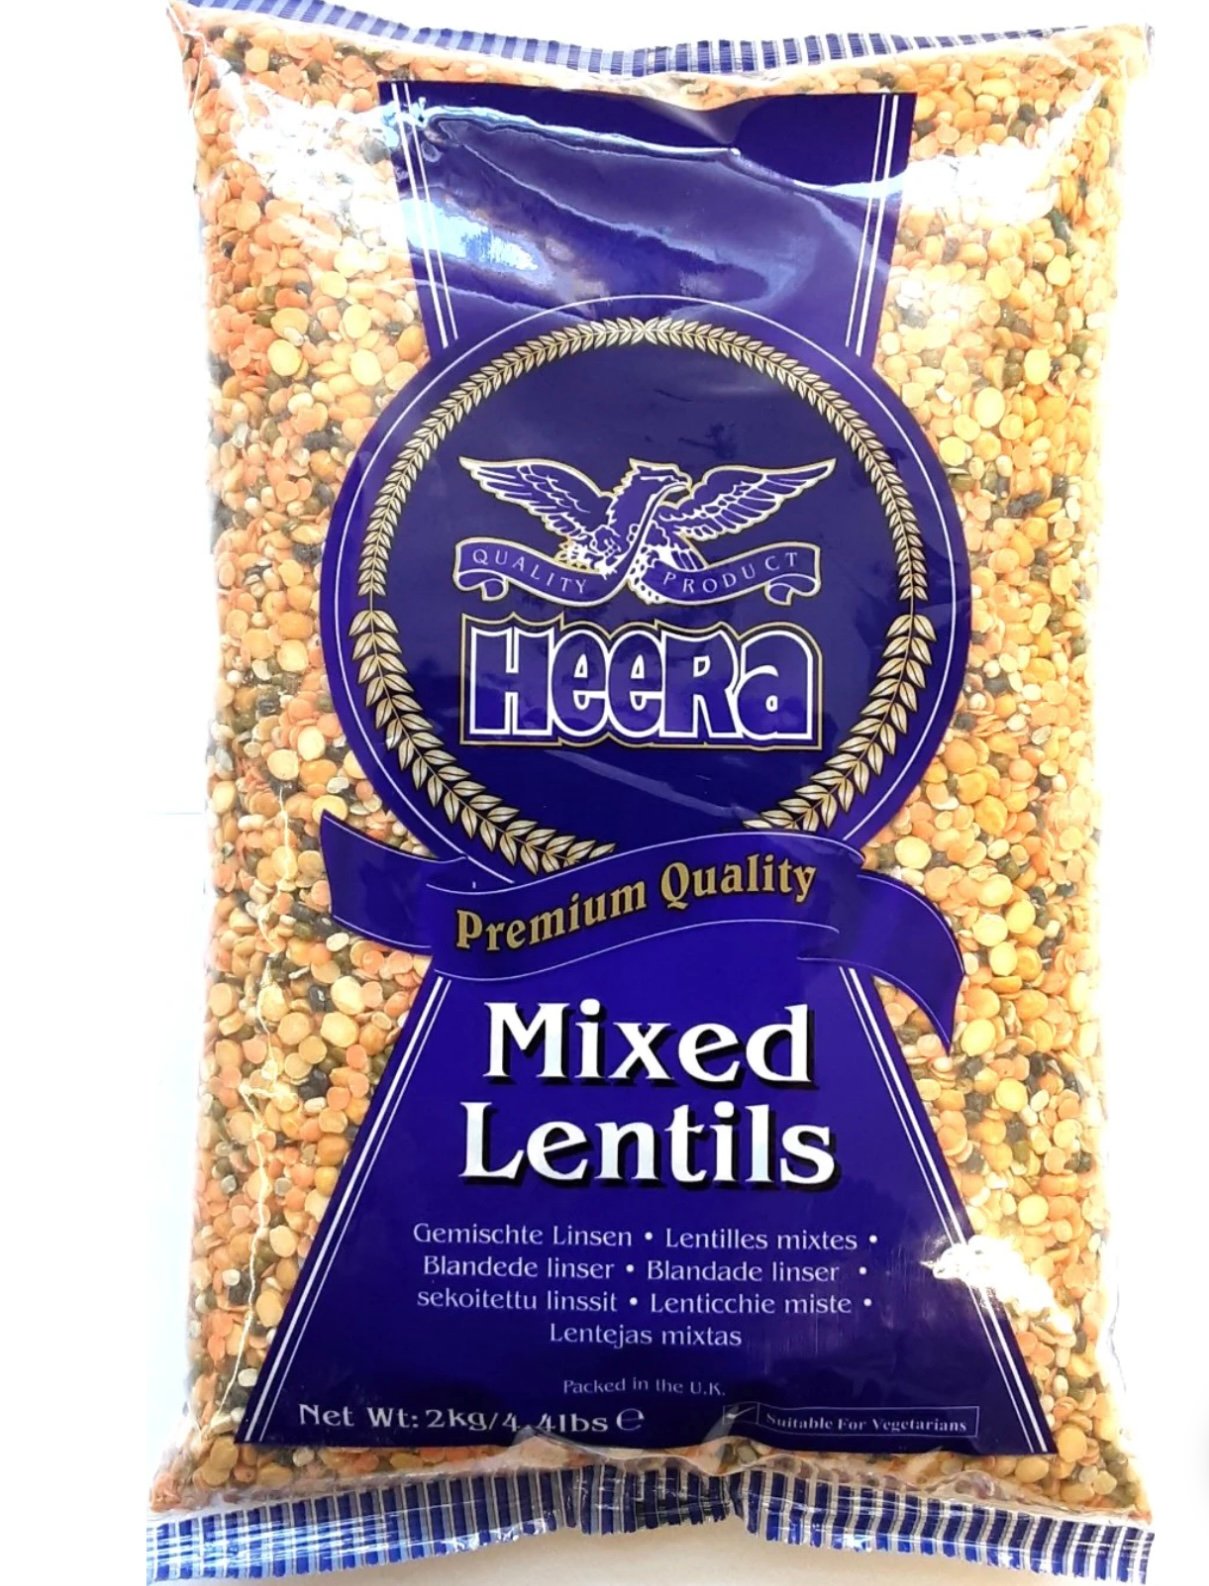 QUALITY PRODUCT
HeeRa
Premium Quality
Mixed
Lentils
Gemischte Linsen • Lentilles mixtes •
Blandede linser • Blandade linser •
sekoitettu linssit • Lenticchie miste •
Lentejas mixtas
Packed in the U.K.
Net Wt: 2kg/4.4lbs ℮
Suitable For Vegetarians